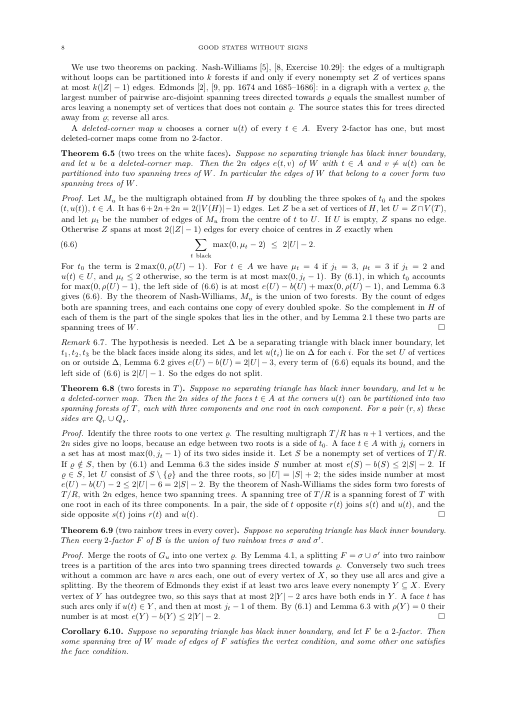 8 GOOD STATES WITHOUT SIGNS
We use two theorems on packing. Nash-Williams [5], [8, Exercise 10.29]: the edges of a multigraph
without loops can be partitioned into k forests if and only if every nonempty set Z of vertices spans
at most k(|Z| − 1) edges. Edmonds [2], [9, pp. 1674 and 1685–1686]: in a digraph with a vertex ϱ, the
largest number of pairwise arc-disjoint spanning trees directed towards ϱ equals the smallest number of
arcs leaving a nonempty set of vertices that does not contain ϱ. The source states this for trees directed
away from ϱ; reverse all arcs.
A deleted-corner map u chooses a corner u(t) of every t ∈ A. Every 2-factor has one, but most
deleted-corner maps come from no 2-factor.
Theorem 6.5 (two trees on the white faces). Suppose no separating triangle has black inner boundary,
and let u be a deleted-corner map. Then the 2n edges e(t, v) of W with t ∈ A and v ≠ u(t) can be
partitioned into two spanning trees of W. In particular the edges of W that belong to a cover form two
spanning trees of W.
Proof. Let M_u be the multigraph obtained from H by doubling the three spokes of t_0 and the spokes
(t, u(t)), t ∈ A. It has 6+2n+2n = 2(|V(H)|−1) edges. Let Z be a set of vertices of H, let U = Z∩V(T),
and let μ_t be the number of edges of M_u from the centre of t to U. If U is empty, Z spans no edge.
Otherwise Z spans at most 2(|Z| − 1) edges for every choice of centres in Z exactly when
(6.6) ∑_{t black} max(0, μ_t − 2) ≤ 2|U| − 2.
For t_0 the term is 2 max(0, ρ(U) − 1). For t ∈ A we have μ_t = 4 if j_t = 3, μ_t = 3 if j_t = 2 and
u(t) ∈ U, and μ_t ≤ 2 otherwise, so the term is at most max(0, j_t − 1). By (6.1), in which t_0 accounts
for max(0, ρ(U) − 1), the left side of (6.6) is at most e(U) − b(U) + max(0, ρ(U) − 1), and Lemma 6.3
gives (6.6). By the theorem of Nash-Williams, M_u is the union of two forests. By the count of edges
both are spanning trees, and each contains one copy of every doubled spoke. So the complement in H of
each of them is the part of the single spokes that lies in the other, and by Lemma 2.1 these two parts are
spanning trees of W. □
Remark 6.7. The hypothesis is needed. Let Δ be a separating triangle with black inner boundary, let
t_1, t_2, t_3 be the black faces inside along its sides, and let u(t_i) lie on Δ for each i. For the set U of vertices
on or outside Δ, Lemma 6.2 gives e(U) − b(U) = 2|U| − 3, every term of (6.6) equals its bound, and the
left side of (6.6) is 2|U| − 1. So the edges do not split.
Theorem 6.8 (two forests in T). Suppose no separating triangle has black inner boundary, and let u be
a deleted-corner map. Then the 2n sides of the faces t ∈ A at the corners u(t) can be partitioned into two
spanning forests of T, each with three components and one root in each component. For a pair (r, s) these
sides are Q_r ∪ Q_s.
Proof. Identify the three roots to one vertex ϱ. The resulting multigraph T/R has n + 1 vertices, and the
2n sides give no loops, because an edge between two roots is a side of t_0. A face t ∈ A with j_t corners in
a set has at most max(0, j_t − 1) of its two sides inside it. Let S be a nonempty set of vertices of T/R.
If ϱ ∉ S, then by (6.1) and Lemma 6.3 the sides inside S number at most e(S) − b(S) ≤ 2|S| − 2. If
ϱ ∈ S, let U consist of S \ {ϱ} and the three roots, so |U| = |S| + 2; the sides inside number at most
e(U) − b(U) − 2 ≤ 2|U| − 6 = 2|S| − 2. By the theorem of Nash-Williams the sides form two forests of
T/R, with 2n edges, hence two spanning trees. A spanning tree of T/R is a spanning forest of T with
one root in each of its three components. In a pair, the side of t opposite r(t) joins s(t) and u(t), and the
side opposite s(t) joins r(t) and u(t). □
Theorem 6.9 (two rainbow trees in every cover). Suppose no separating triangle has black inner boundary.
Then every 2-factor F of B is the union of two rainbow trees σ and σ′.
Proof. Merge the roots of G_u into one vertex ϱ. By Lemma 4.1, a splitting F = σ ∪ σ′ into two rainbow
trees is a partition of the arcs into two spanning trees directed towards ϱ. Conversely two such trees
without a common arc have n arcs each, one out of every vertex of X, so they use all arcs and give a
splitting. By the theorem of Edmonds they exist if at least two arcs leave every nonempty Y ⊆ X. Every
vertex of Y has outdegree two, so this says that at most 2|Y| − 2 arcs have both ends in Y. A face t has
such arcs only if u(t) ∈ Y, and then at most j_t − 1 of them. By (6.1) and Lemma 6.3 with ρ(Y) = 0 their
number is at most e(Y) − b(Y) ≤ 2|Y| − 2. □
Corollary 6.10. Suppose no separating triangle has black inner boundary, and let F be a 2-factor. Then
some spanning tree of W made of edges of F satisfies the vertex condition, and some other one satisfies
the face condition.